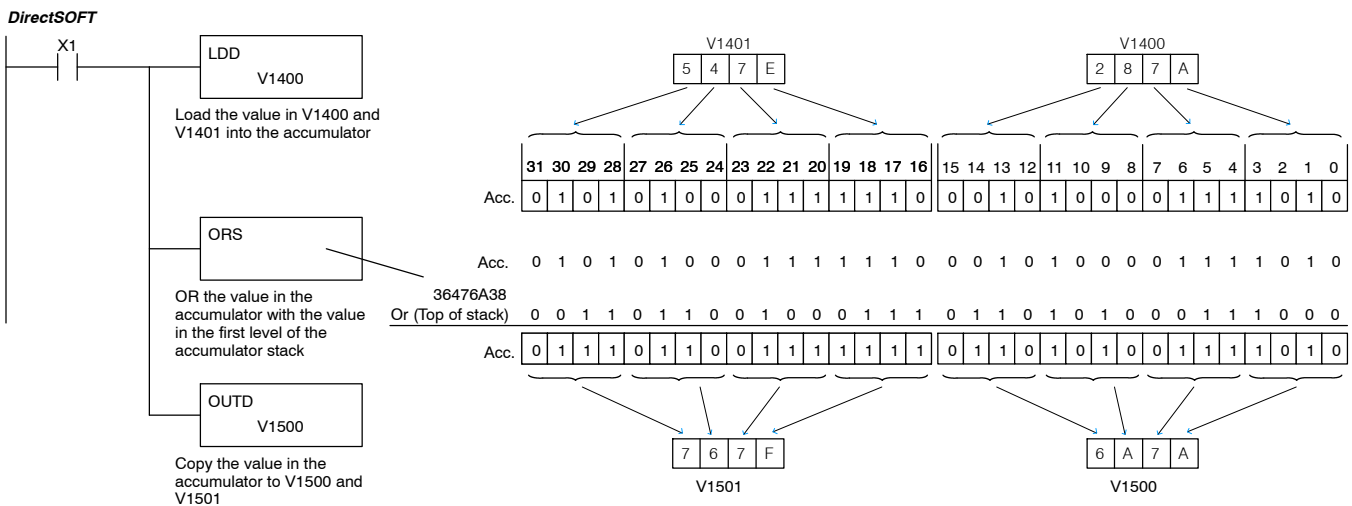 DirectSOFT
X1
LDD
V1400
Load the value in V1400 and
V1401 into the accumulator
ORS
OR the value in the
accumulator with the value
in the first level of the
accumulator stack
OUTD
V1500
Copy the value in the
accumulator to V1500 and
V1501
V1401 V1400
5 4 7 E 2 8 7 A
31 30 29 28 27 26 25 24 23 22 21 20 19 18 17 16 15 14 13 12 11 10 9 8 7 6 5 4 3 2 1 0
Acc. 0 1 0 1 0 1 0 0 0 1 1 1 1 1 1 0 0 0 1 0 1 0 0 0 0 1 1 1 1 0 1 0
Acc. 0 1 0 1 0 1 0 0 0 1 1 1 1 1 1 0 0 0 1 0 1 0 0 0 0 1 1 1 1 0 1 0
36476A38
Or (Top of stack) 0 0 1 1 0 1 1 0 0 1 0 0 0 1 1 1 0 1 1 0 1 0 1 0 0 0 1 1 1 0 0 0
Acc. 0 1 1 1 0 1 1 0 0 1 1 1 1 1 1 1 0 1 1 0 1 0 1 0 0 1 1 1 1 0 1 0
7 6 7 F 6 A 7 A
V1501 V1500